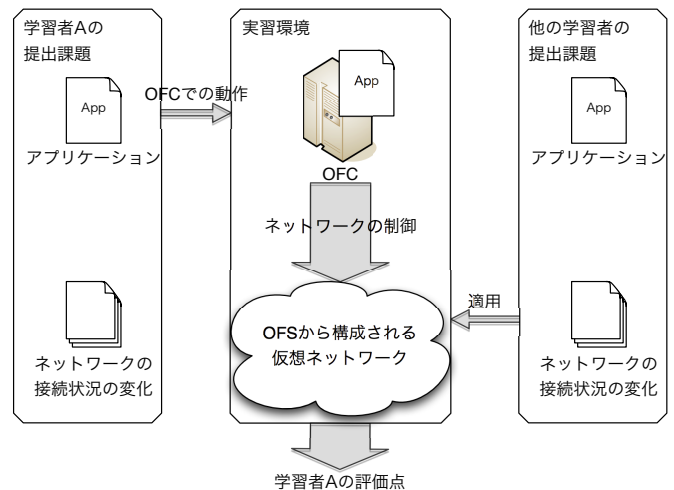 学習者Aの
提出課題
App
アプリケーション
ネットワークの
接続状況の変化
OFCでの動作
実習環境
App
OFC
ネットワークの制御
OFSから構成される
仮想ネットワーク
学習者Aの評価点
適用
他の学習者の
提出課題
App
アプリケーション
ネットワークの
接続状況の変化